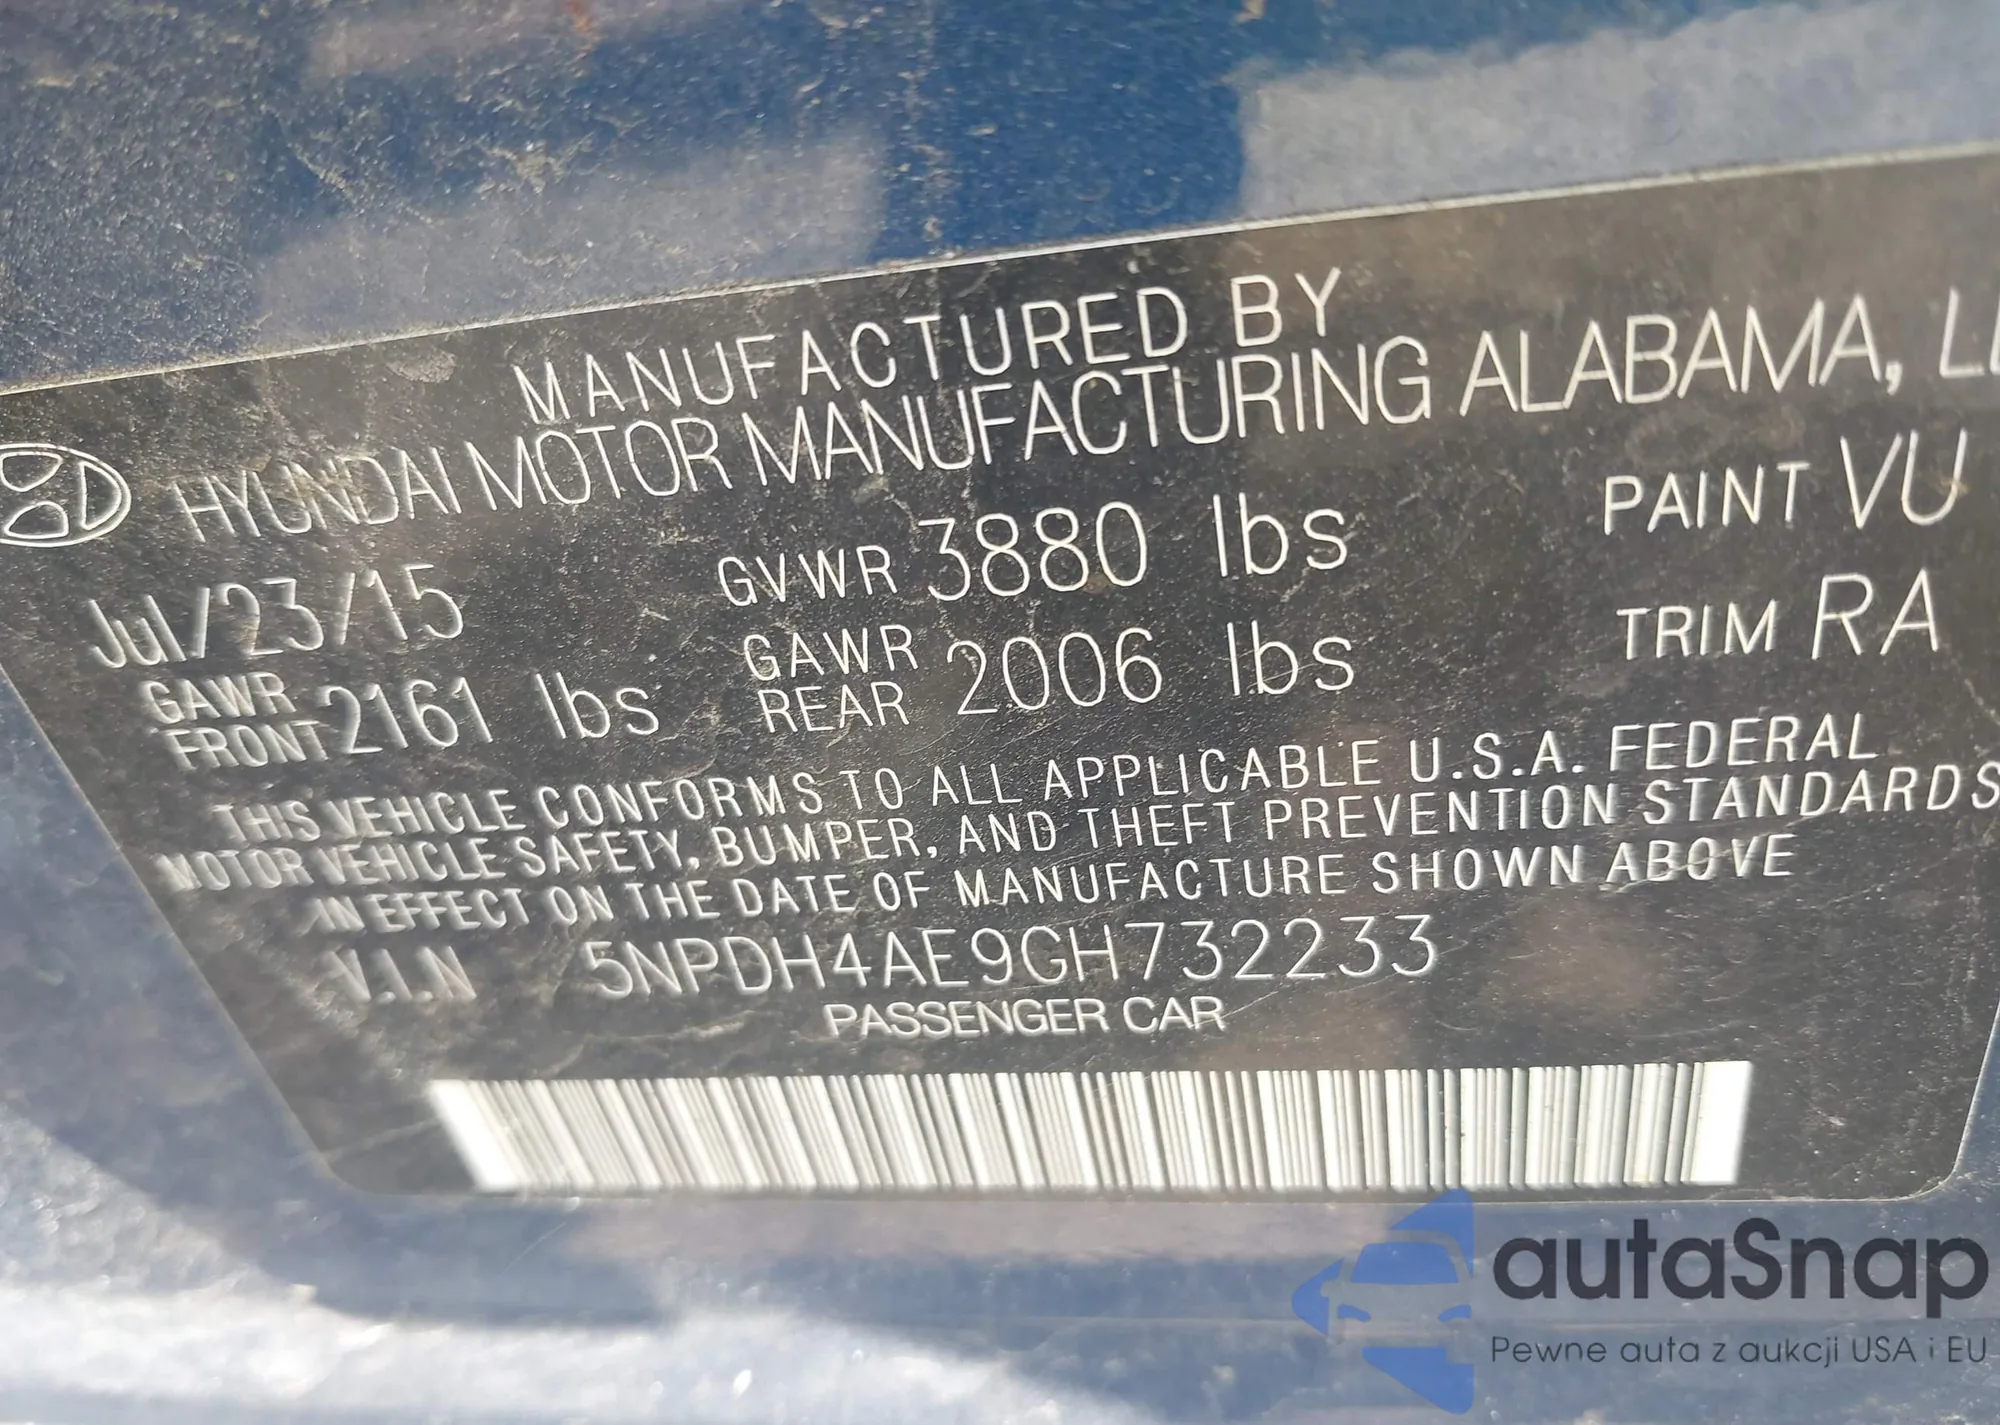 MANUFACTURED BY
HYUNDAI MOTOR MANUFACTURING ALABAMA, LL
Jul/23/15 GVWR 3880 lbs PAINT VU
GAWR FRONT 2161 lbs GAWR REAR 2006 lbs TRIM RA
THIS VEHICLE CONFORMS TO ALL APPLICABLE U.S.A. FEDERAL
MOTOR VEHICLE SAFETY, BUMPER, AND THEFT PREVENTION STANDARDS
IN EFFECT ON THE DATE OF MANUFACTURE SHOWN ABOVE
V.I.N 5NPDH4AE9GH732233
PASSENGER CAR
autaSnap
Pewne auta z aukcji USA i EU